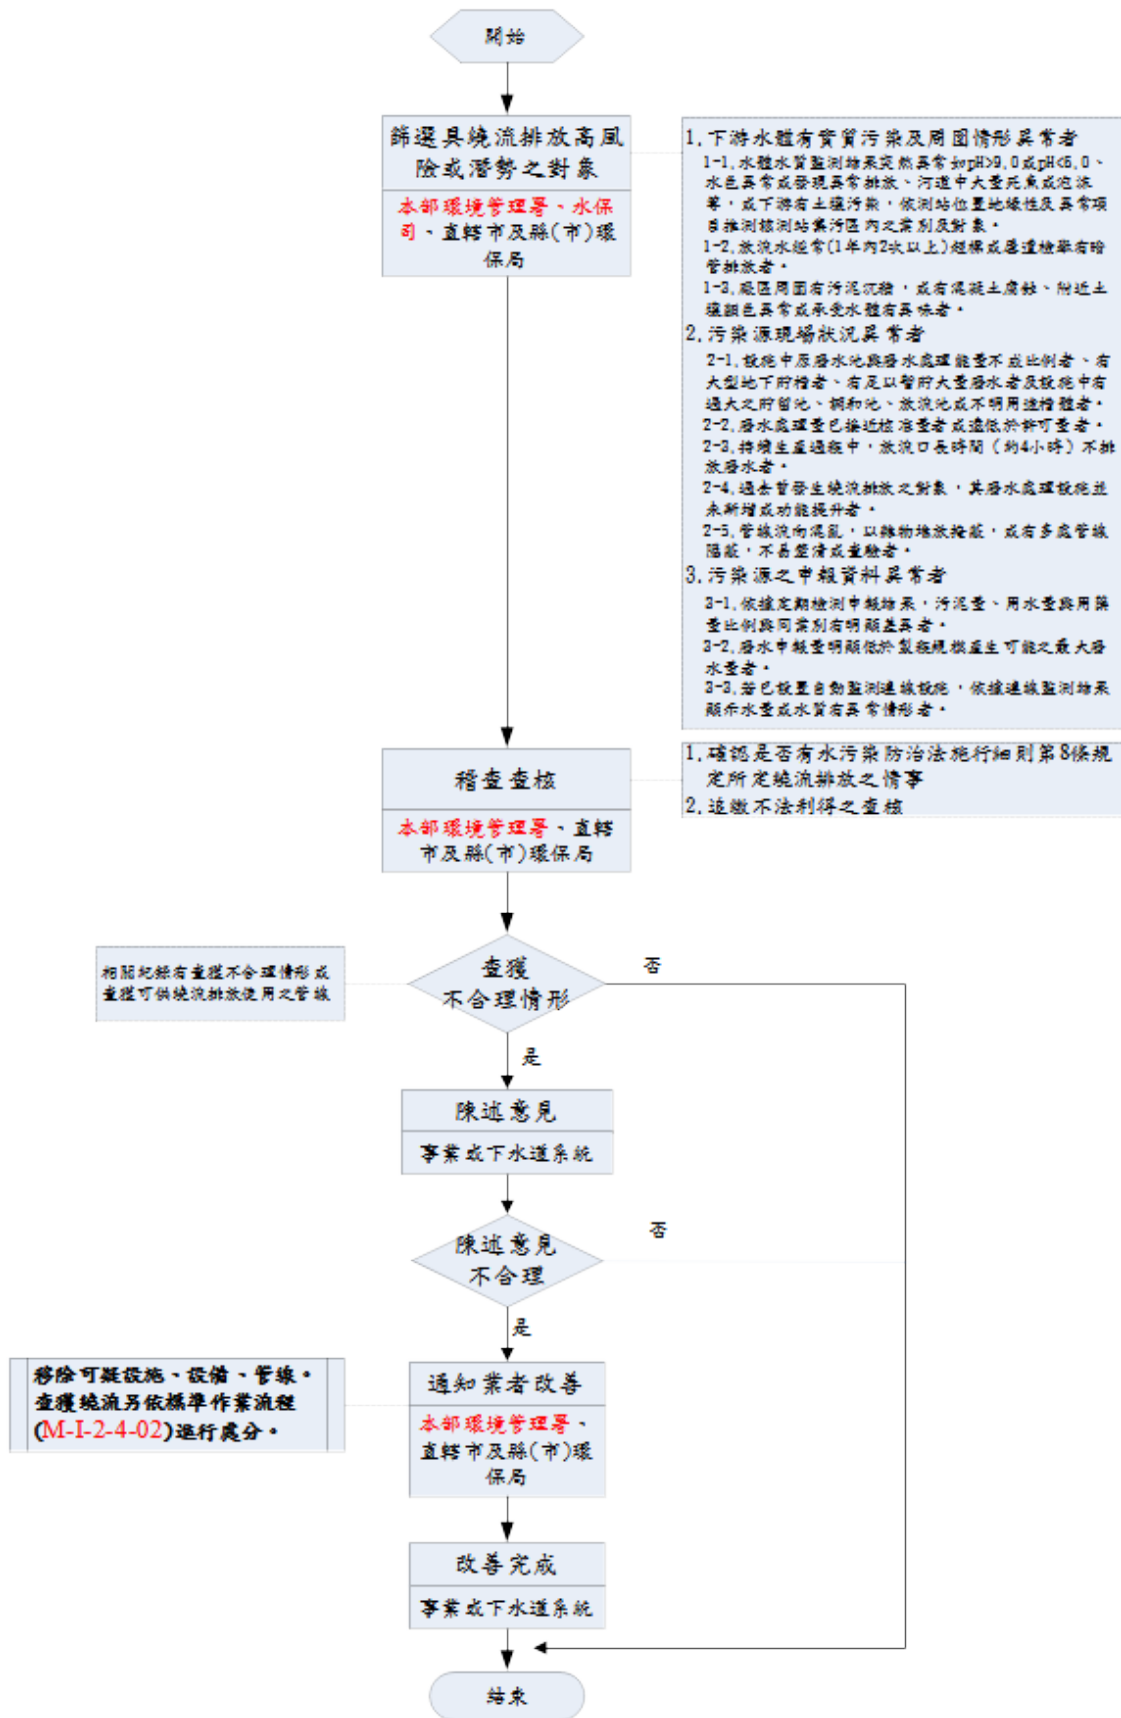 開始
篩選具繞流排放高風
險或潛勢之對象
本部環境管理署、水保
司、直轄市及縣(市)環
保局
1.下游水體有實質污染及周圍情形異常者
1-1.水體水質監測結果突然異常如pH>9.0或pH<6.0、
水色異常或發現異常排放、河道中大量死魚或泡沫
等，或下游有土壤污染，依測站位置地緣性及異常項
目推測該測站集污區內之業別及對象。
1-2.放流水經常(1年內2次以上)超標或屢遭檢舉有暗
管排放者。
1-3.廠區周圍有污泥沉積，或有混凝土腐蝕、附近土
壤顏色異常或承受水體有異味者。
2.污染源現場狀況異常者
2-1.設施中原廢水池與廢水處理能量不成比例者、有
大型地下貯槽者、有足以暫貯大量廢水者及設施中有
過大之貯留池、調和池、放流池或不明用途槽體者。
2-2.廢水處理量已接近核准量者或遠低於許可量者。
2-3.持續生產過程中，放流口長時間（約4小時）不排
放廢水者。
2-4.過去曾發生繞流排放之對象，其廢水處理設施並
未新增或功能提升者。
2-5.管線流向混亂，以雜物堆放掩蔽，或有多處管線
隱蔽，不易釐清或查驗者。
3.污染源之申報資料異常者
3-1.依據定期檢測申報結果，污泥量、用水量與用藥
量比例與同業別有明顯差異者。
3-2.廢水申報量明顯低於製程規模產生可能之最大廢
水量者。
3-3.若已設置自動監測連線設施，依據連線監測結果
顯示水量或水質有異常情形者。
稽查查核
本部環境管理署、直轄
市及縣(市)環保局
1.確認是否有水污染防治法施行細則第8條規
定所定繞流排放之情事
2.追繳不法利得之查核
相關紀錄有查獲不合理情形或
查獲可供繞流排放使用之管線
查獲
不合理情形
否
是
陳述意見
事業或下水道系統
陳述意見
不合理
否
是
移除可疑設施、設備、管線。
查獲繞流另依標準作業流程
(M-I-2-4-02)進行處分。
通知業者改善
本部環境管理署、
直轄市及縣(市)環
保局
改善完成
事業或下水道系統
結束